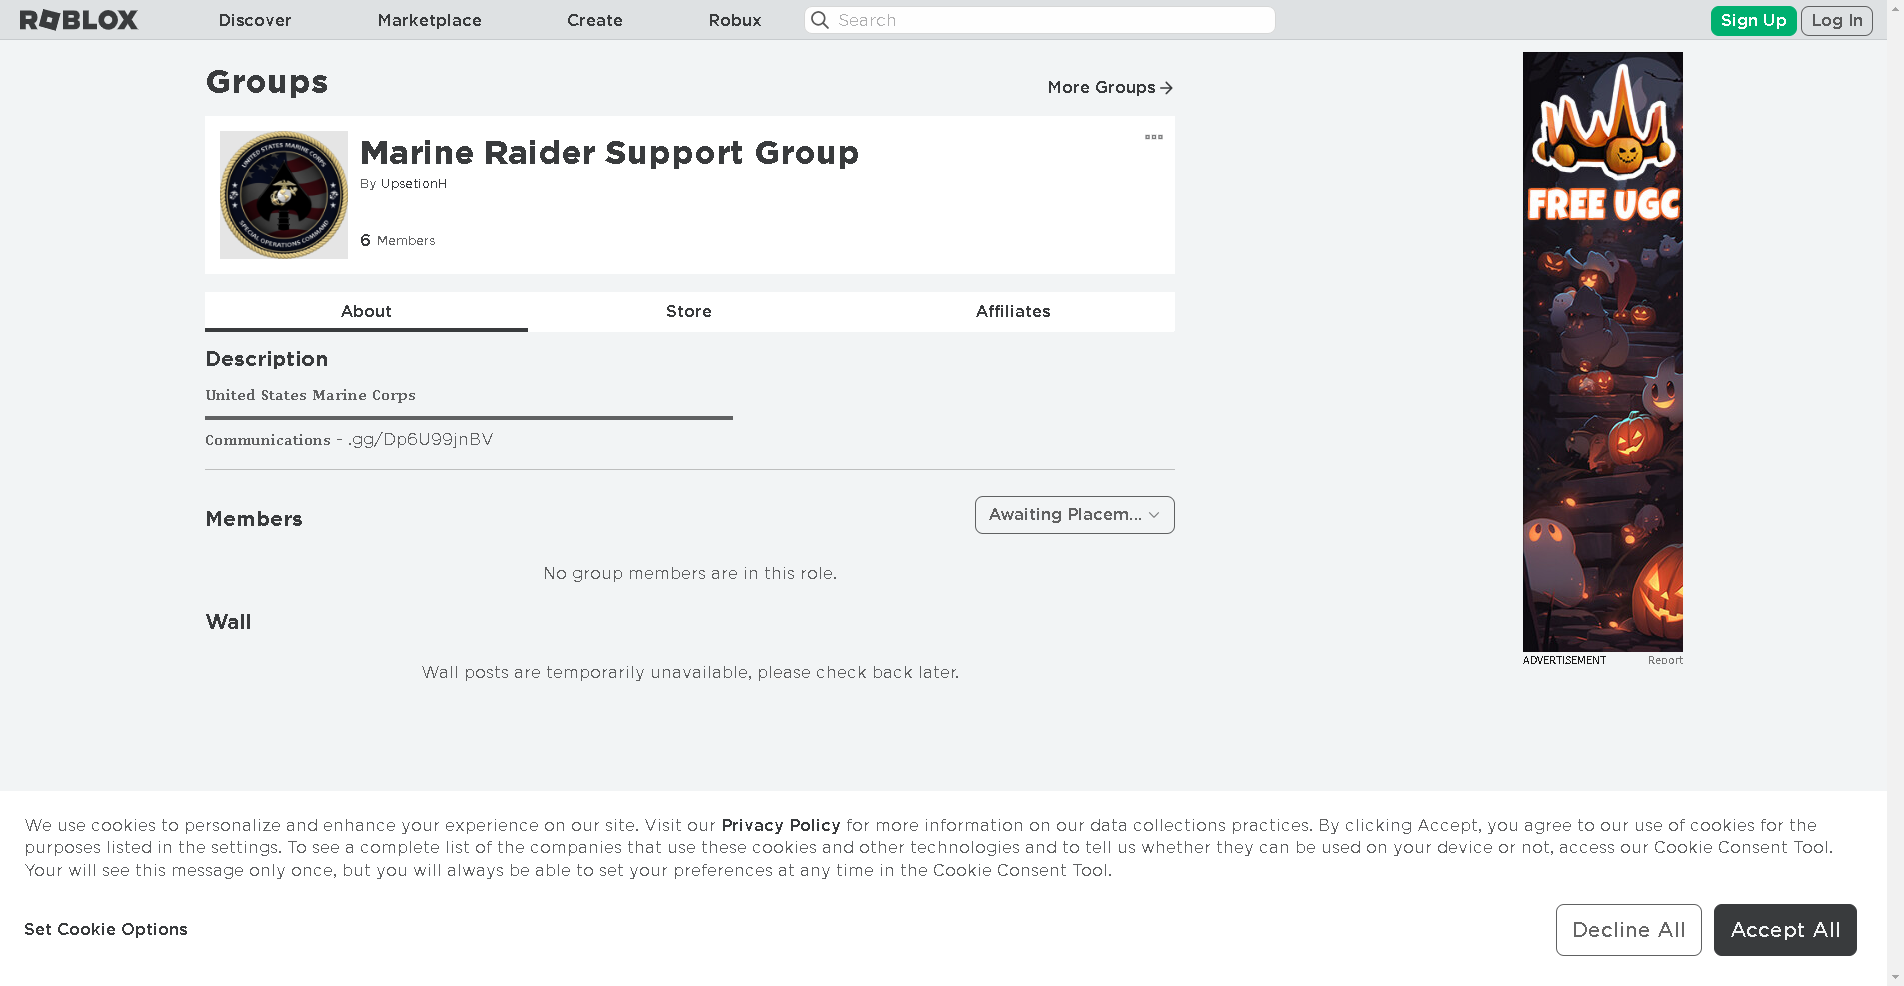 ROBLOX
Discover
Marketplace
Create
Robux
Search
Sign Up
Log In
Groups
More Groups
UNITED STATES MARINE CORPS
SPECIAL OPERATIONS COMMAND
Marine Raider Support Group
By UpsetionH
6 Members
About
Store
Affiliates
Description
United States Marine Corps
Communications - .gg/Dp6U99jnBV
Members
Awaiting Placem...
No group members are in this role.
Wall
Wall posts are temporarily unavailable, please check back later.
FREE UGC
ADVERTISEMENT
Report
We use cookies to personalize and enhance your experience on our site. Visit our Privacy Policy for more information on our data collections practices. By clicking Accept, you agree to our use of cookies for the
purposes listed in the settings. To see a complete list of the companies that use these cookies and other technologies and to tell us whether they can be used on your device or not, access our Cookie Consent Tool.
Your will see this message only once, but you will always be able to set your preferences at any time in the Cookie Consent Tool.
Set Cookie Options
Decline All
Accept All